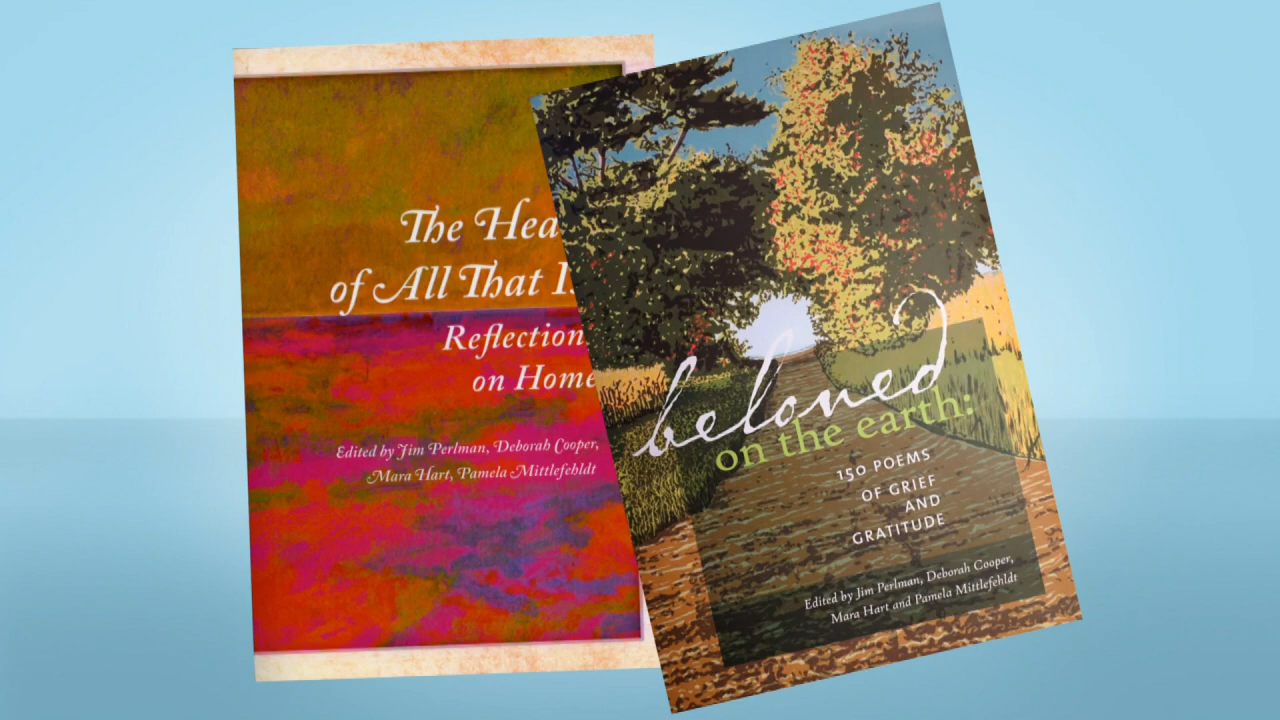 The Hea
of All That I
Reflection
on Home
Edited by Jim Perlman, Deborah Cooper,
Mara Hart, Pamela Mittlefehldt
beloved
on the earth:
150 POEMS
OF GRIEF
AND
GRATITUDE
Edited by Jim Perlman, Deborah Cooper,
Mara Hart and Pamela Mittlefehldt